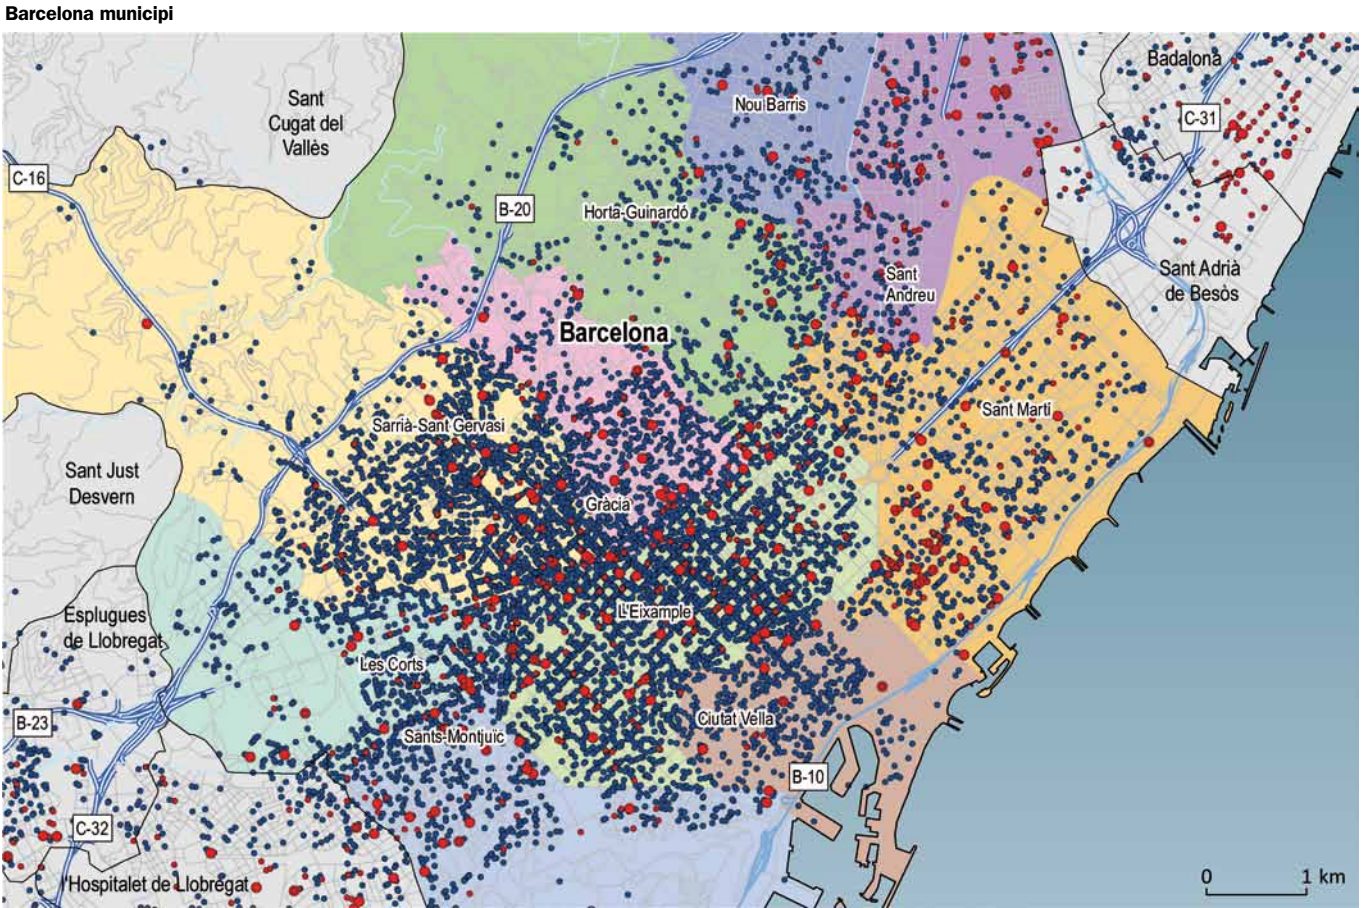 Barcelona municipi
Badalona
Sant
Cugat del
Vallès
Nou Barris
C-31
C-16
B-20
Horta-Guinardó
Sant
Andreu
Sant Adrià
de Besòs
Barcelona
Sant Martí
Sarrià-Sant Gervasi
Sant Just
Desvern
Gràcia
Esplugues
de Llobregat
L'Eixample
Les Corts
B-23
Ciutat Vella
Sants-Montjuïc
B-10
C-32
l'Hospitalet de Llobregat
0 1 km